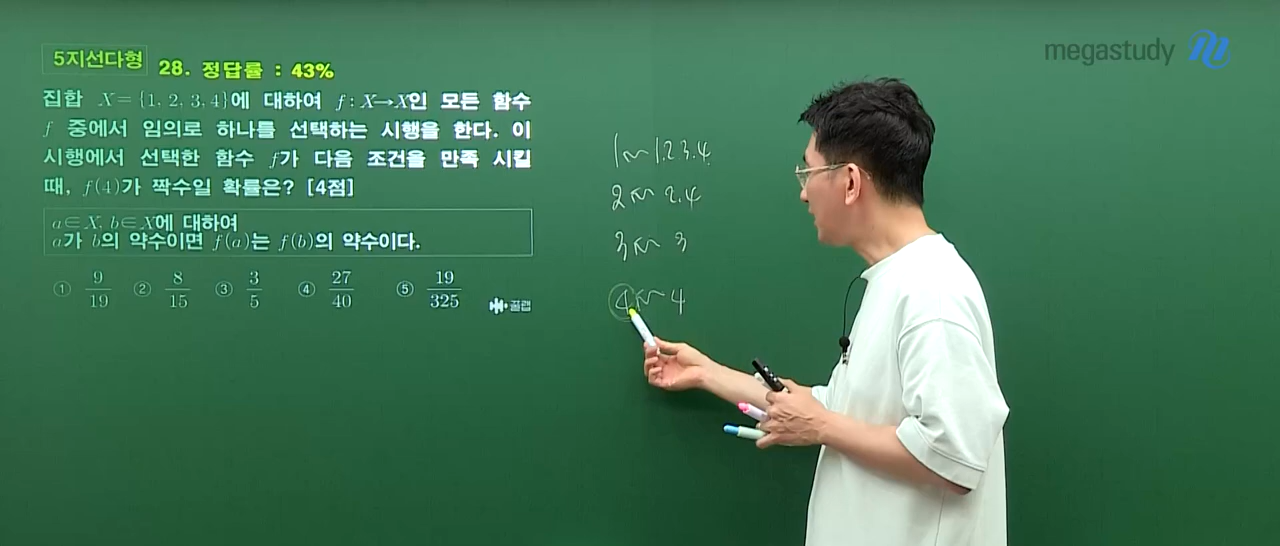 megastudy
5지선다형 28. 정답률 : 43%
집합 X={1, 2, 3, 4}에 대하여 f : X→X인 모든 함수
f 중에서 임의로 하나를 선택하는 시행을 한다. 이
시행에서 선택한 함수 f가 다음 조건을 만족 시킬
때, f(4)가 짝수일 확률은? [4점]
a∈X, b∈X에 대하여
a가 b의 약수이면 f(a)는 f(b)의 약수이다.
① 9/19 ② 8/15 ③ 3/5 ④ 27/40 ⑤ 19/325
꿀랩
1 ~ 1.2.3.4.
2 ~ 2.4
3 ~ 3
4 ~ 4